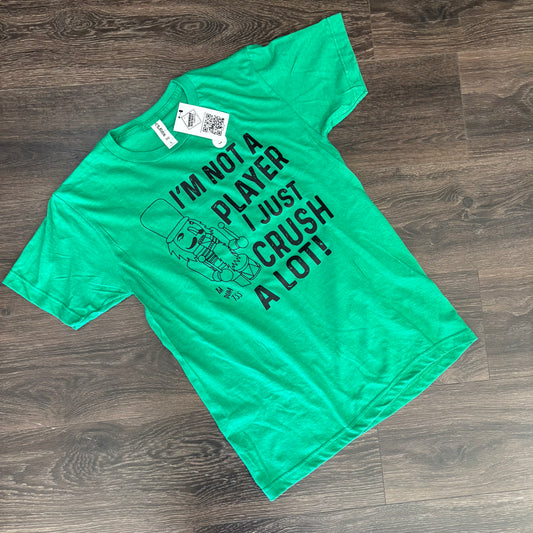 I'M NOT A
PLAYER
I JUST
CRUSH
A LOT!